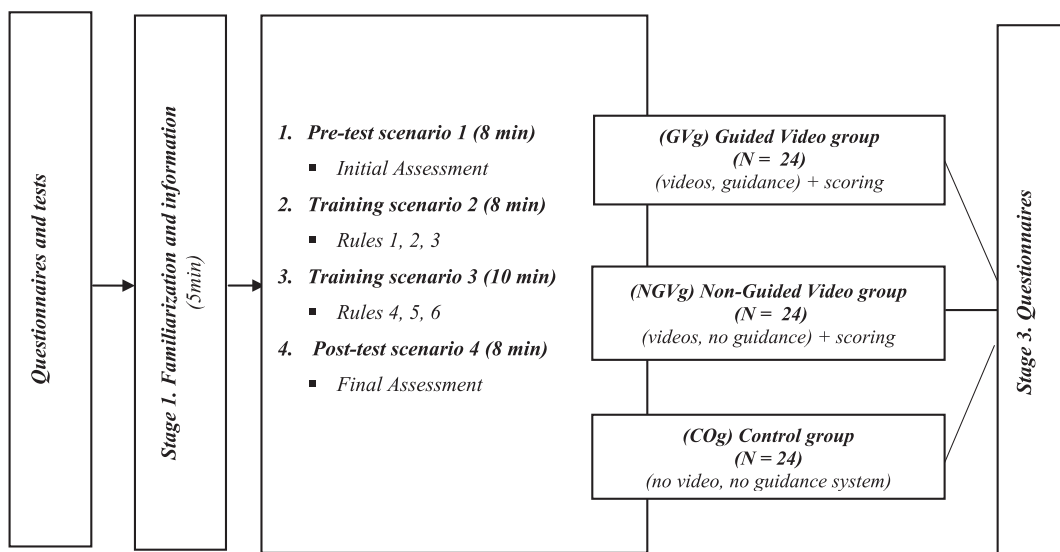 Questionnaires and tests
Stage 1. Familiarization and information
(5min)
1. Pre-test scenario 1 (8 min)
▪ Initial Assessment
2. Training scenario 2 (8 min)
▪ Rules 1, 2, 3
3. Training scenario 3 (10 min)
▪ Rules 4, 5, 6
4. Post-test scenario 4 (8 min)
▪ Final Assessment
(GVg) Guided Video group
(N = 24)
(videos, guidance) + scoring
(NGVg) Non-Guided Video group
(N = 24)
(videos, no guidance) + scoring
(COg) Control group
(N = 24)
(no video, no guidance system)
Stage 3. Questionnaires